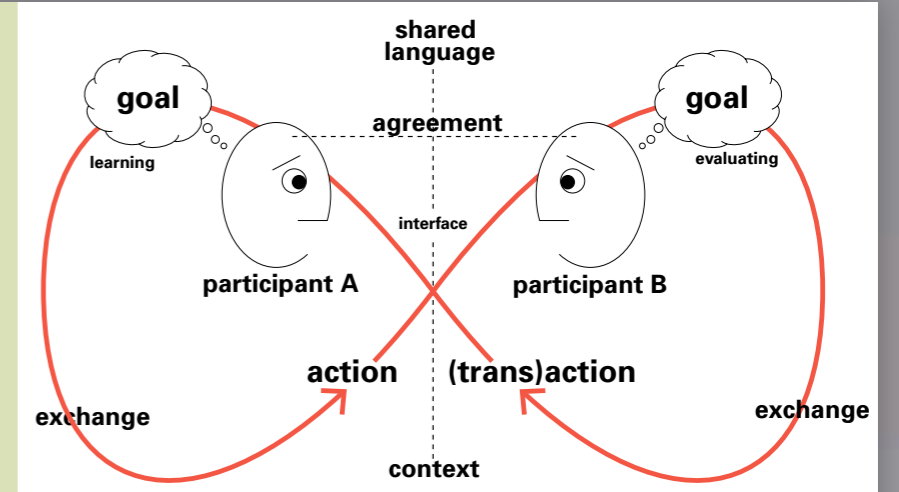 shared
language
goal
goal
agreement
learning
evaluating
interface
participant A
participant B
action
(trans)action
exchange
exchange
context